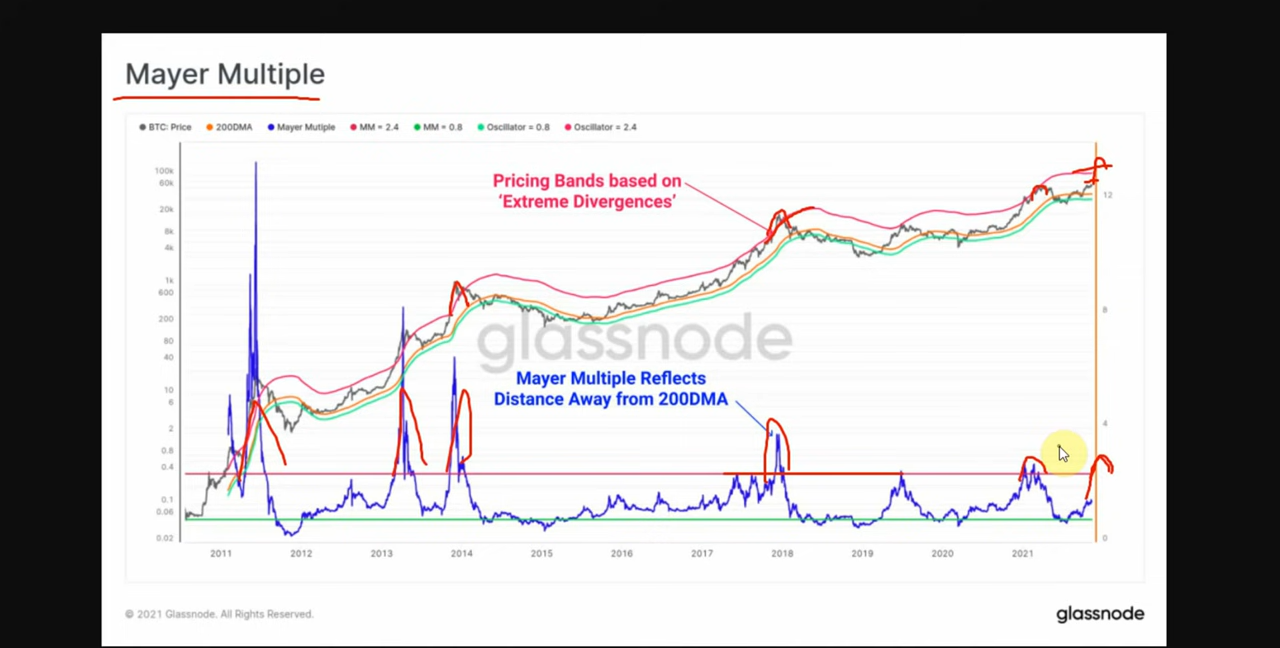 Mayer Multiple
BTC: Price 200DMA Mayer Mutiple MM = 2.4 MM = 0.8 Oscillator = 0.8 Oscillator = 2.4
100k
60k
20k
8k
4k
1k
600
200
80
40
10
6
2
0.8
0.4
0.1
0.06
0.02
Pricing Bands based on
‘Extreme Divergences’
glassnode
Mayer Multiple Reflects
Distance Away from 200DMA
12
8
4
0
2011 2012 2013 2014 2015 2016 2017 2018 2019 2020 2021
© 2021 Glassnode. All Rights Reserved.
glassnode